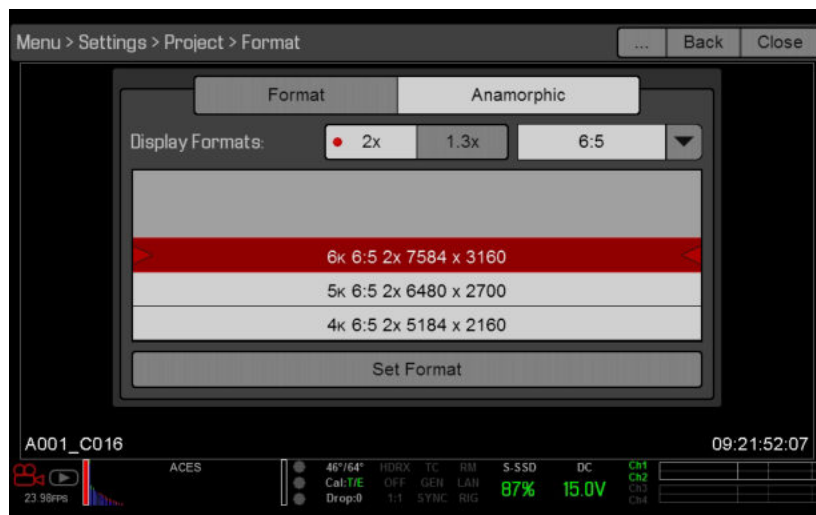 Menu > Settings > Project > Format
... Back Close
Format Anamorphic
Display Formats: 2x 1.3x 6:5
6K 6:5 2x 7584 x 3160
5K 6:5 2x 6480 x 2700
4K 6:5 2x 5184 x 2160
Set Format
A001_C016 09:21:52:07
ACES 46°/64° HDRX TC RM S-SSD DC Ch1
Cal:T/E OFF GEN LAN 87% 15.0V Ch2
23.98FPS Drop:0 1:1 SYNC RIG Ch3
Ch4